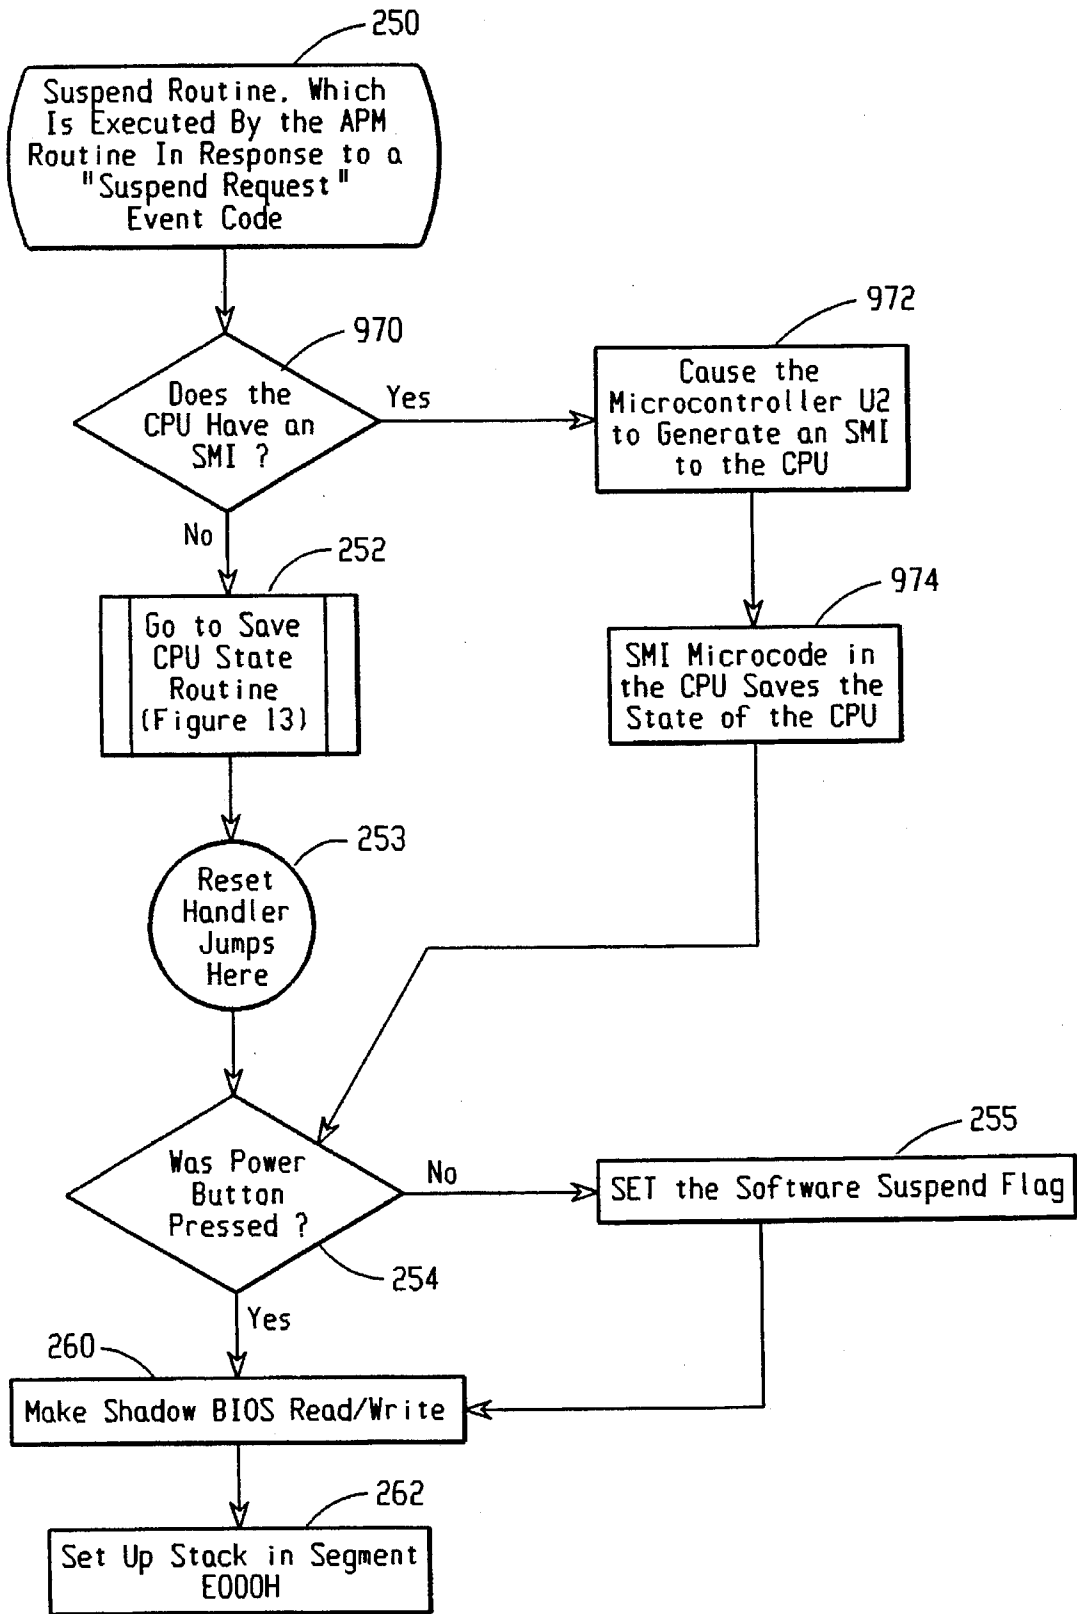 250
Suspend Routine, Which
Is Executed By the APM
Routine In Response to a
"Suspend Request"
Event Code
970
Does the
CPU Have an
SMI ?
Yes
No
972
Cause the
Microcontroller U2
to Generate an SMI
to the CPU
252
Go to Save
CPU State
Routine
(Figure 13)
974
SMI Microcode in
the CPU Saves the
State of the CPU
253
Reset
Handler
Jumps
Here
Was Power
Button
Pressed ?
254
No
Yes
255
SET the Software Suspend Flag
260
Make Shadow BIOS Read/Write
262
Set Up Stack in Segment
E000H